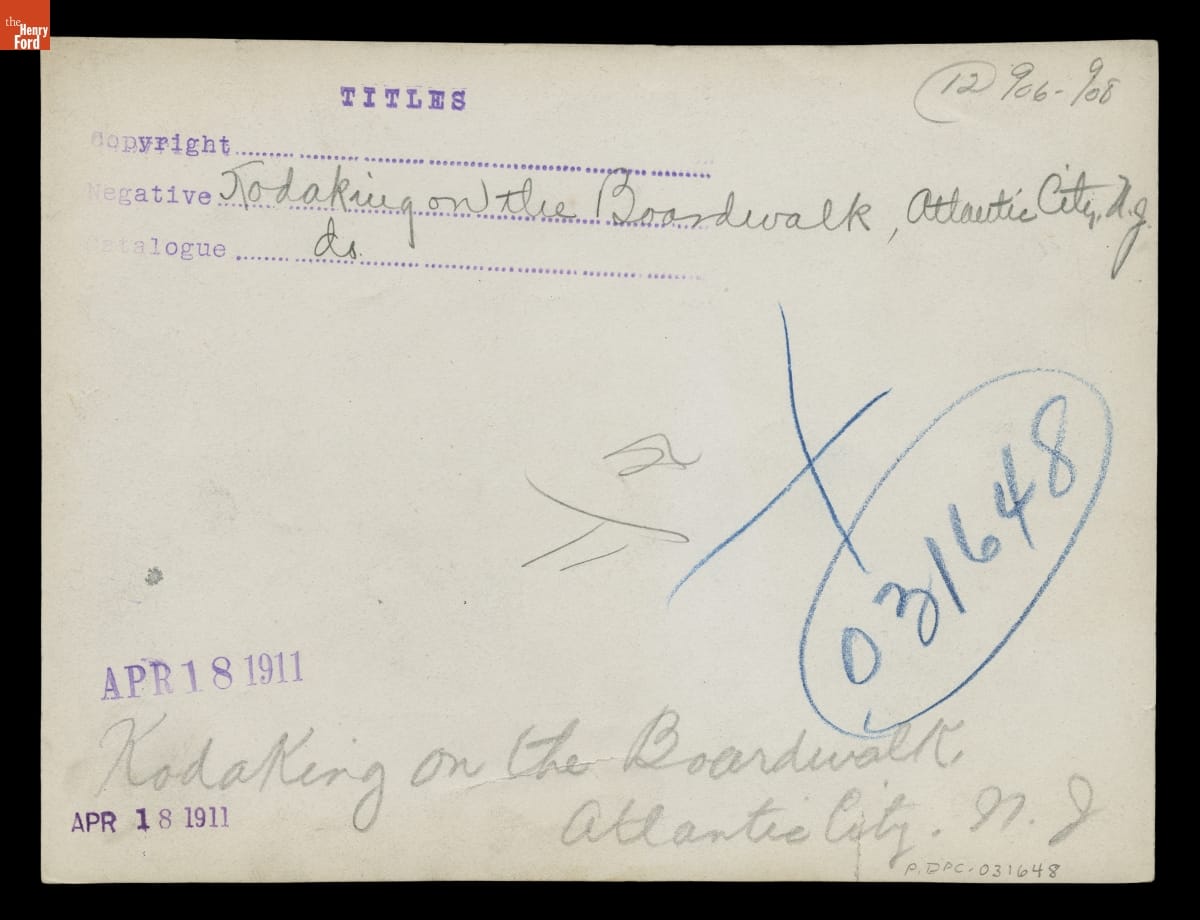 the
Henry
Ford
TITLES
12 906-908
Copyright
Negative Kodaking on the Boardwalk, Atlantic City, N.J.
Catalogue do.
031648
APR 18 1911
Kodaking on the Boardwalk,
APR 18 1911
Atlantic City. N. J
P.DPC.031648